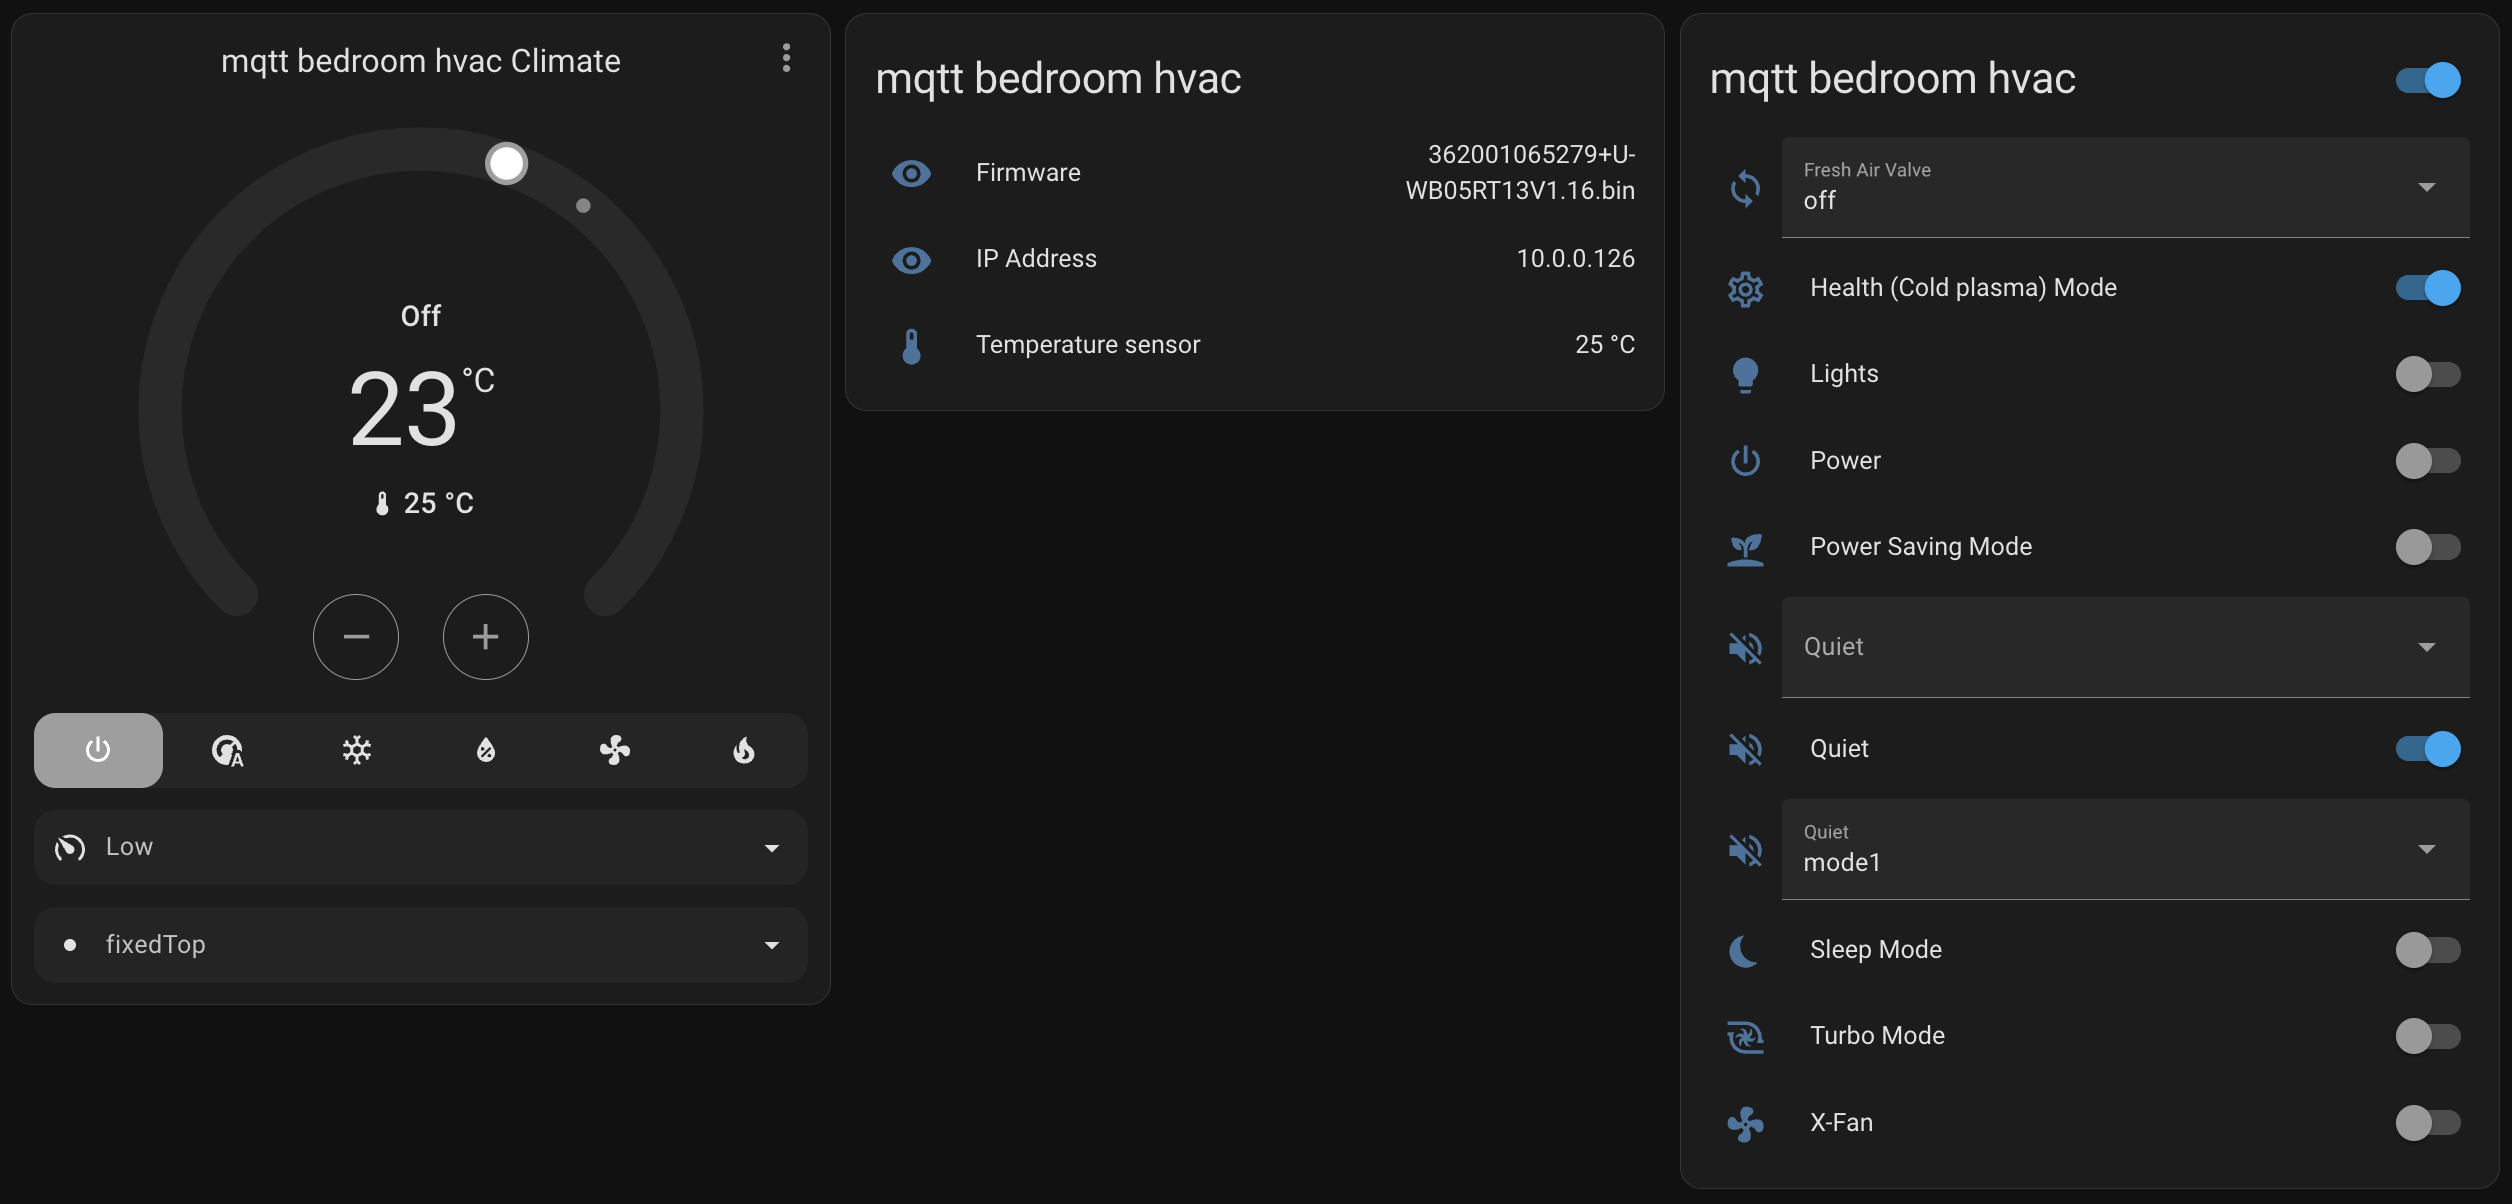 mqtt bedroom hvac Climate
Off
23 °C
25 °C
Low
fixedTop
mqtt bedroom hvac
Firmware
362001065279+U-
WB05RT13V1.16.bin
IP Address
10.0.0.126
Temperature sensor
25 °C
mqtt bedroom hvac
Fresh Air Valve
off
Health (Cold plasma) Mode
Lights
Power
Power Saving Mode
Quiet
Quiet
Quiet
mode1
Sleep Mode
Turbo Mode
X-Fan